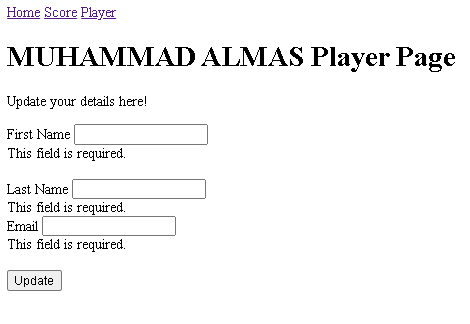 Home Score Player
MUHAMMAD ALMAS Player Page
Update your details here!
First Name
This field is required.
Last Name
This field is required.
Email
This field is required.
Update